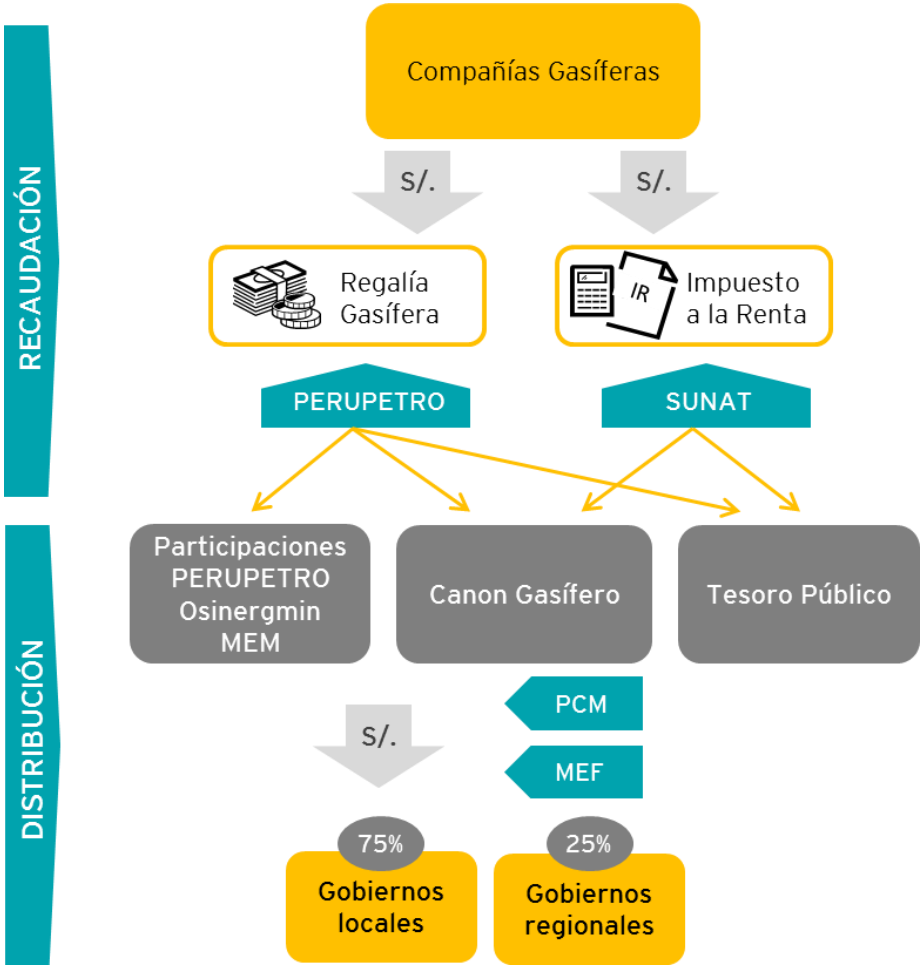 RECAUDACIÓN
Compañías Gasíferas
S/.
S/.
Regalía
Gasífera
IR
Impuesto
a la Renta
PERUPETRO
SUNAT
DISTRIBUCIÓN
Participaciones
PERUPETRO
Osinergmin
MEM
Canon Gasífero
Tesoro Público
PCM
S/.
MEF
75%
Gobiernos
locales
25%
Gobiernos
regionales